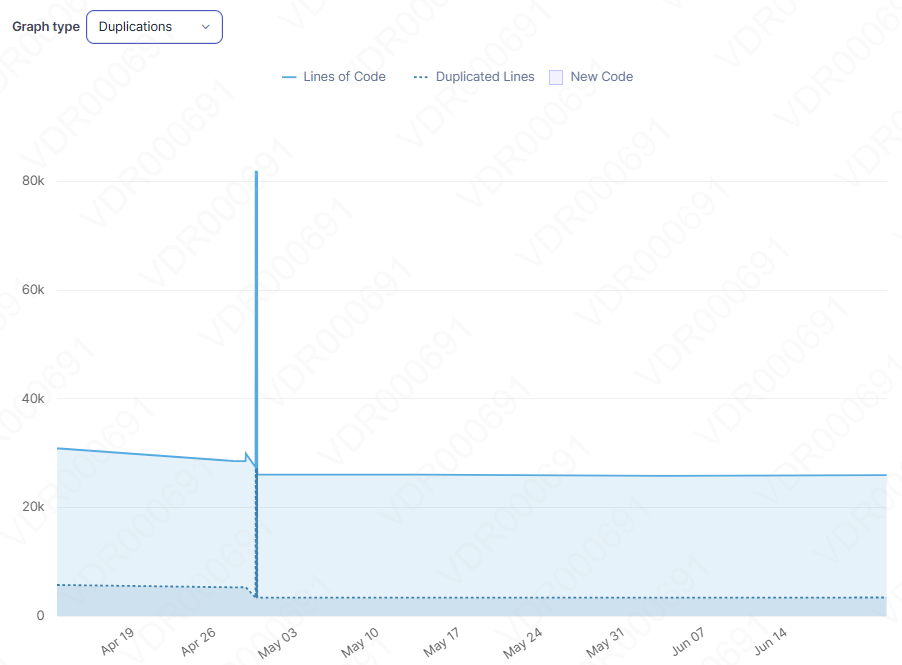 Graph type Duplications
Lines of Code Duplicated Lines New Code
80k
60k
40k
20k
0
Apr 19 Apr 26 May 03 May 10 May 17 May 24 May 31 Jun 07 Jun 14
VDR000691